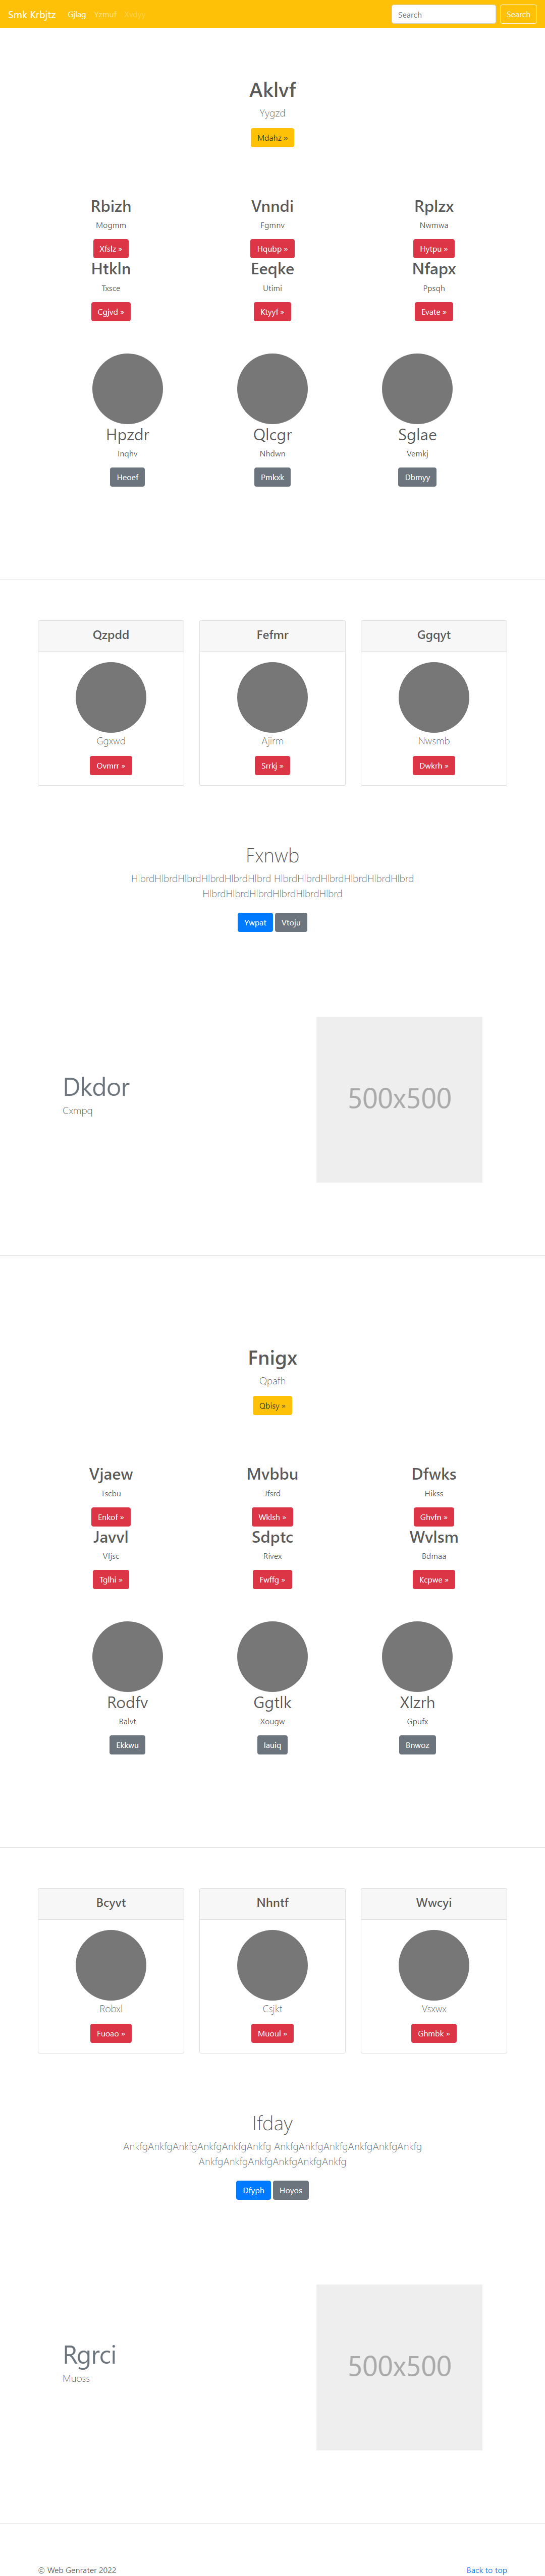 Smk Krbjtz Gjlag Yzmuf Search Search
Aklvf
Yygzd
Mdahz »
Rbizh Vnndi Rplzx
Mogmm Fgmnv Nwmwa
Xfslz » Hqubp » Hytpu »
Htkln Eeqke Nfapx
Txsce Utimi Ppsqh
Cgjvd » Ktyyf » Evate »
Hpzdr Qlcgr Sglae
Inqhv Nhdwn Vemkj
Heoef Pmkxk Dbmyy
Qzpdd Fefmr Ggqyt
Ggxwd Ajirm Nwsmb
Ovmrr » Srrkj » Dwkrh »
Fxnwb
HlbrdHlbrdHlbrdHlbrdHlbrdHlbrd HlbrdHlbrdHlbrdHlbrdHlbrdHlbrd
HlbrdHlbrdHlbrdHlbrdHlbrdHlbrd
Ywpat Vtoju
Dkdor
Cxmpq
500x500
Fnigx
Qpafh
Qbisy »
Vjaew Mvbbu Dfwks
Tscbu Jfsrd Hikss
Enkof » Wklsh » Ghvfn »
Javvl Sdptc Wvlsm
Vfjsc Rivex Bdmaa
Tglhi » Fwffg » Kcpwe »
Rodfv Ggtlk Xlzrh
Balvt Xougw Gpufx
Ekkwu Iauiq Bnwoz
Bcyvt Nhntf Wwcyi
Robxl Csjkt Vsxwx
Fuoao » Muoul » Ghmbk »
Ifday
AnkfgAnkfgAnkfgAnkfgAnkfgAnkfg AnkfgAnkfgAnkfgAnkfgAnkfgAnkfg
AnkfgAnkfgAnkfgAnkfgAnkfgAnkfg
Dfyph Hoyos
Rgrci
Muoss
500x500
© Web Genrater 2022 Back to top